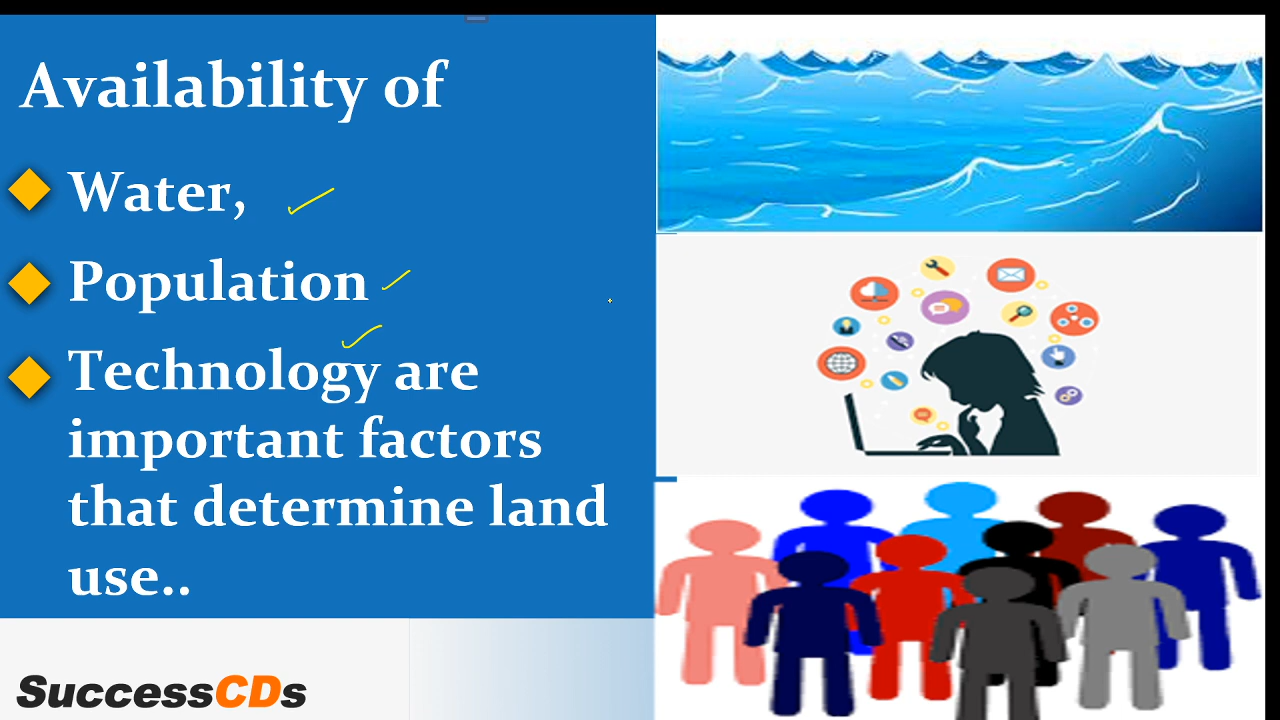 Availability of
Water,
Population
Technology are
important factors
that determine land
use..
SuccessCDs